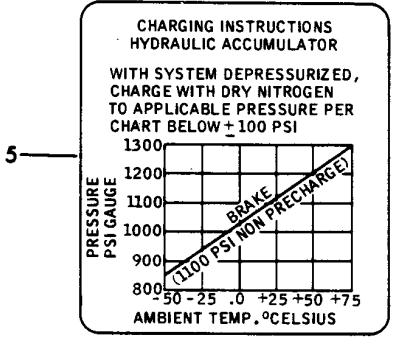 CHARGING INSTRUCTIONS
HYDRAULIC ACCUMULATOR
WITH SYSTEM DEPRESSURIZED,
CHARGE WITH DRY NITROGEN
TO APPLICABLE PRESSURE PER
CHART BELOW ±100 PSI
5
PRESSURE
PSI GAUGE
1300
1200
1100
1000
900
800
BRAKE
(1100 PSI NON PRECHARGE)
-50 -25 .0 +25 +50 +75
AMBIENT TEMP. °CELSIUS